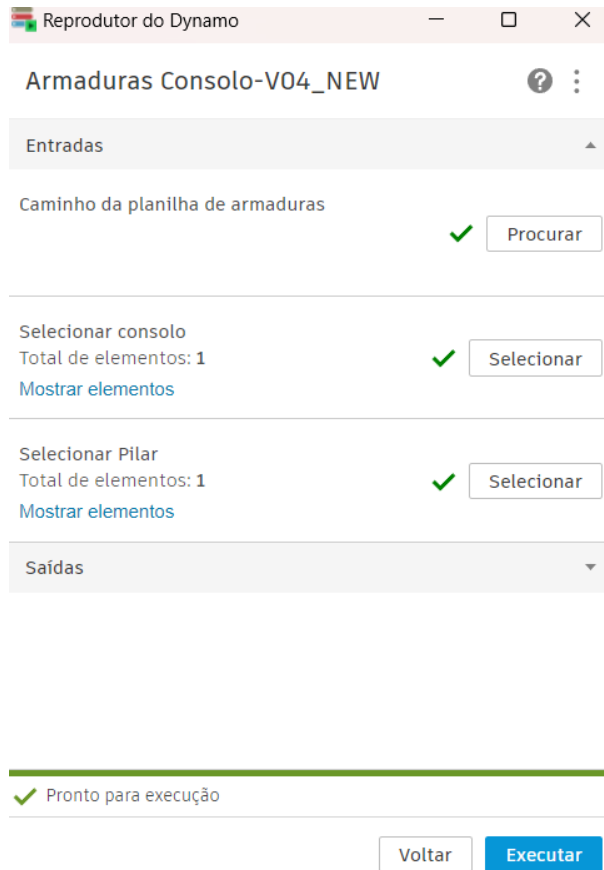 Reprodutor do Dynamo
Armaduras Consolo-V04_NEW
Entradas
Caminho da planilha de armaduras
Procurar
Selecionar consolo
Total de elementos: 1
Selecionar
Mostrar elementos
Selecionar Pilar
Total de elementos: 1
Selecionar
Mostrar elementos
Saídas
Pronto para execução
Voltar
Executar